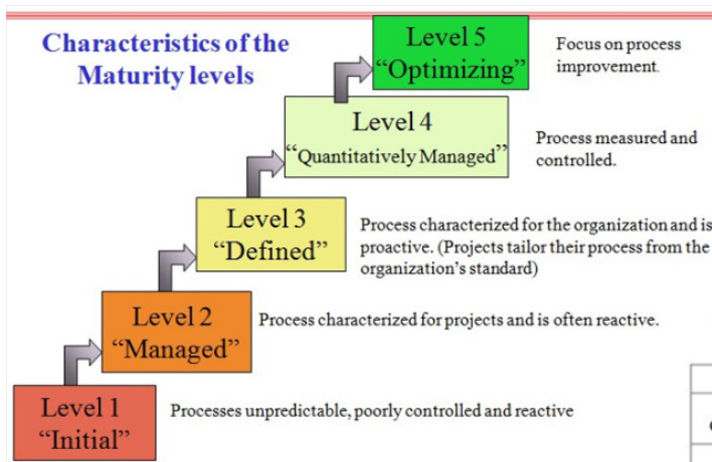 Characteristics of the
Maturity levels
Level 5
“Optimizing”
Focus on process
improvement.
Level 4
“Quantitatively Managed”
Process measured and
controlled.
Level 3
“Defined”
Process characterized for the organization and is
proactive. (Projects tailor their process from the
organization’s standard)
Level 2
“Managed”
Process characterized for projects and is often reactive.
Level 1
“Initial”
Processes unpredictable, poorly controlled and reactive